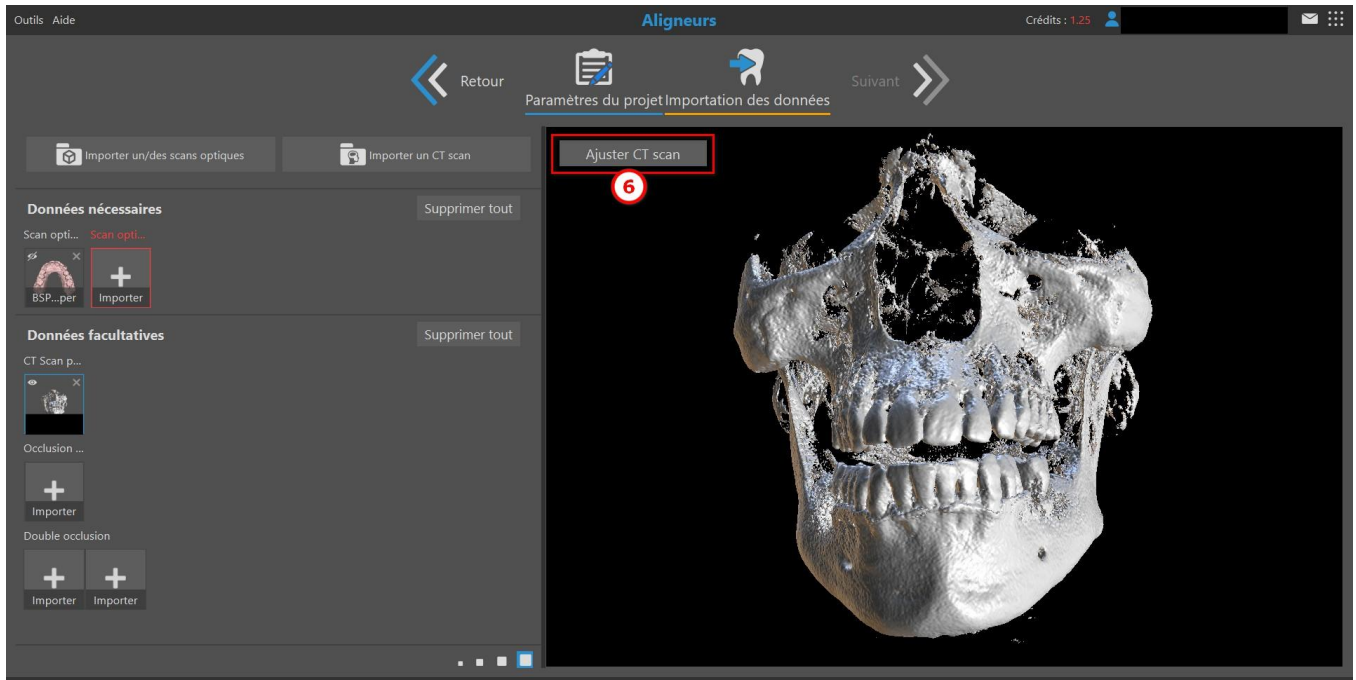 Outils Aide
Aligneurs
Crédits : 1.25
Retour
Paramètres du projet
Importation des données
Suivant
Importer un/des scans optiques
Importer un CT scan
Ajuster CT scan
6
Données nécessaires
Supprimer tout
Scan opti...
Scan opti...
BSP...per
Importer
Données facultatives
Supprimer tout
CT Scan p...
Occlusion ...
Importer
Double occlusion
Importer
Importer